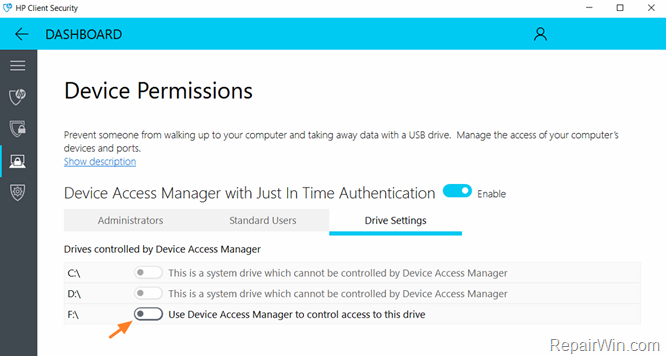 HP Client Security
DASHBOARD
Device Permissions
Prevent someone from walking up to your computer and taking away data with a USB drive. Manage the access of your computer's
devices and ports.
Show description
Device Access Manager with Just In Time Authentication Enable
Administrators Standard Users Drive Settings
Drives controlled by Device Access Manager
C:\ This is a system drive which cannot be controlled by Device Access Manager
D:\ This is a system drive which cannot be controlled by Device Access Manager
F:\ Use Device Access Manager to control access to this drive
RepairWin.com